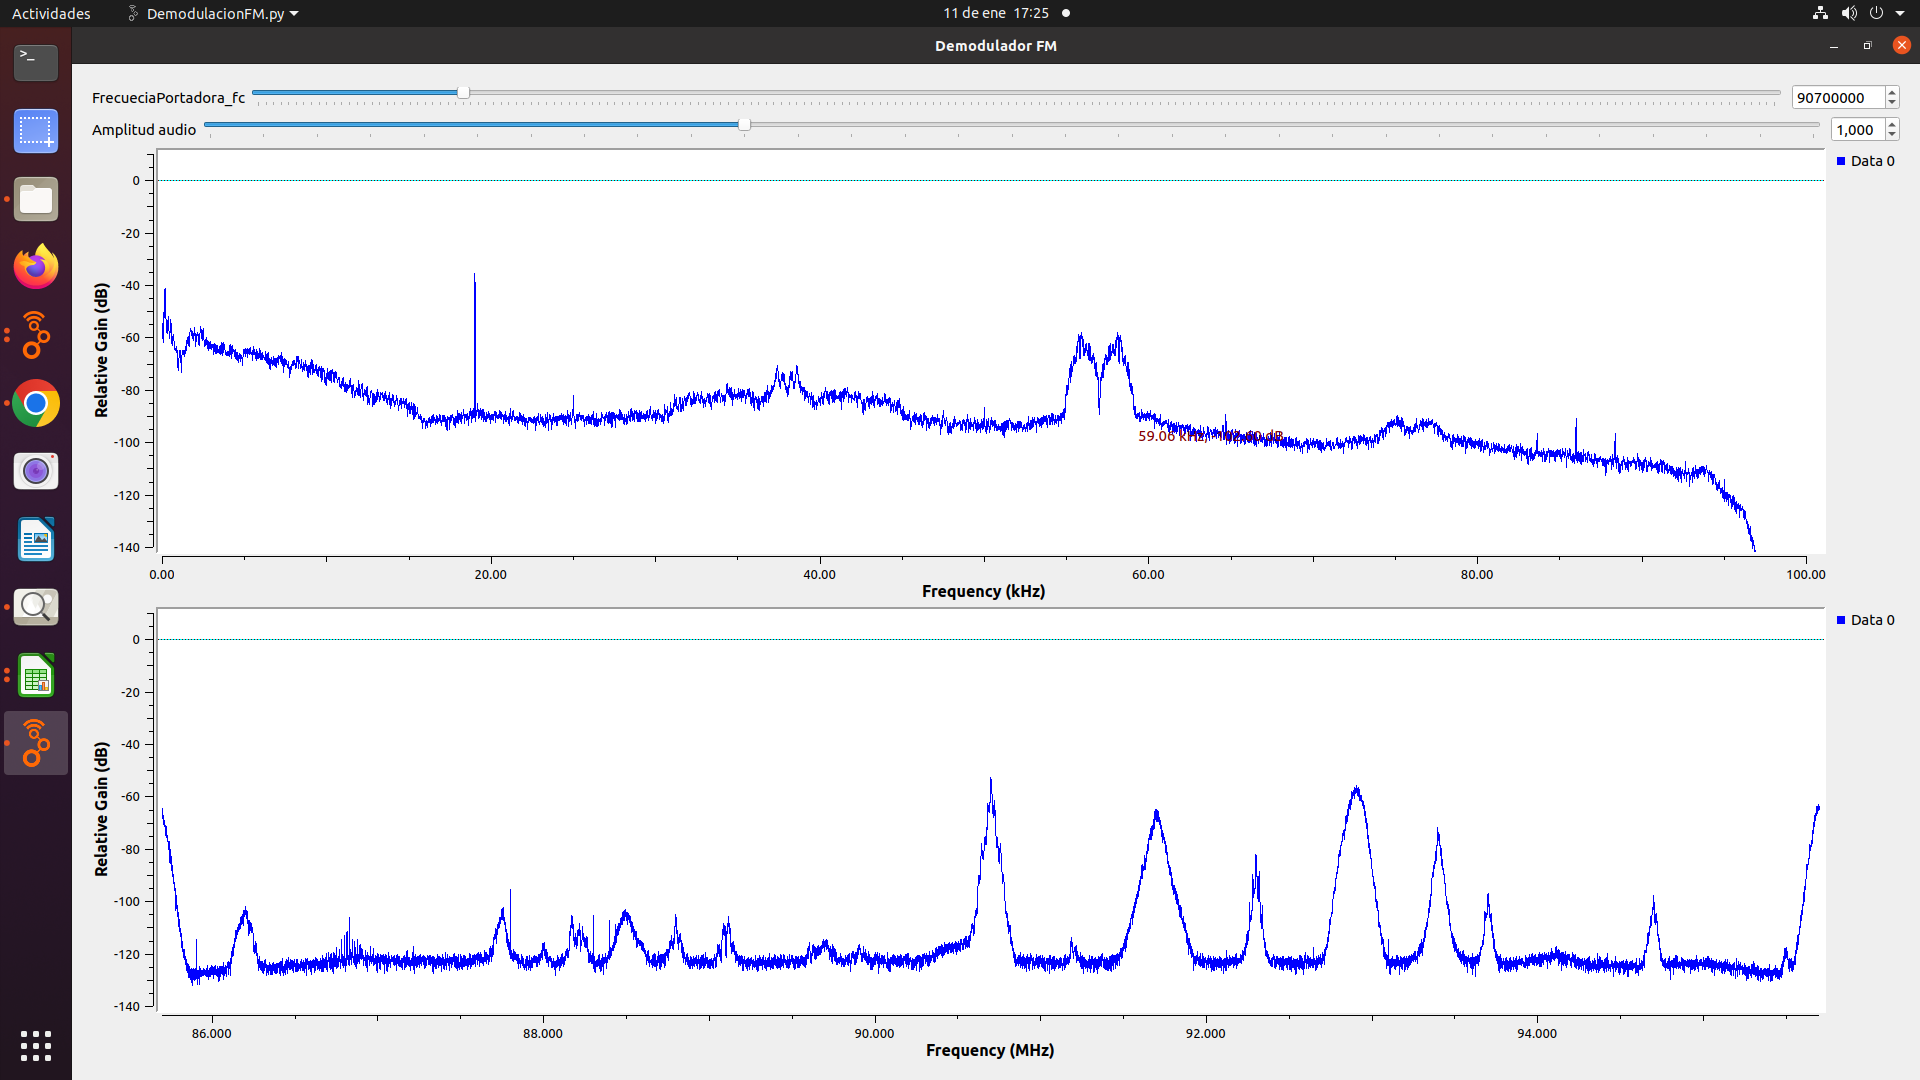 Actividades DemodulacionFM.py 11 de ene 17:25
Demodulador FM
FrecueciaPortadora_fc 90700000
Amplitud audio 1,000
Data 0
0
-20
-40
-60
-80
-100
-120
-140
Relative Gain (dB)
59.06 kHz,
0.00 20.00 40.00 60.00 80.00 100.00
Frequency (kHz)
Data 0
0
-20
-40
-60
-80
-100
-120
-140
Relative Gain (dB)
86.000 88.000 90.000 92.000 94.000
Frequency (MHz)